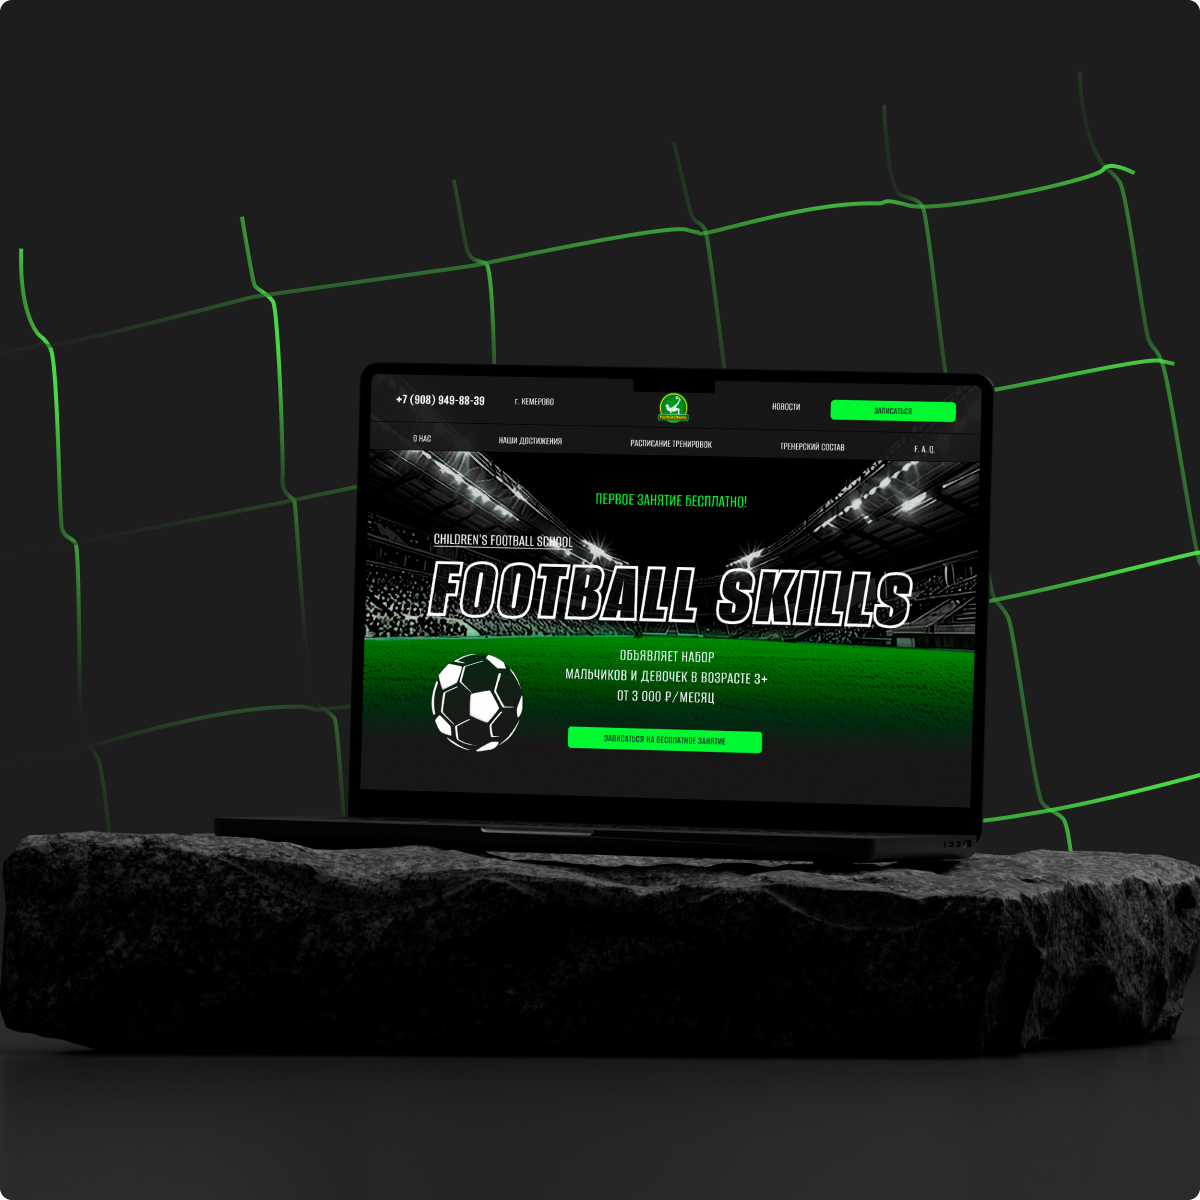 +7 (908) 949-88-39
г. КЕМЕРОВО
НОВОСТИ
ЗАПИСАТЬСЯ
О НАС
НАШИ ДОСТИЖЕНИЯ
РАСПИСАНИЕ ТРЕНИРОВОК
ТРЕНЕРСКИЙ СОСТАВ
F. A. Q.
ПЕРВОЕ ЗАНЯТИЕ БЕСПЛАТНО!
CHILDREN'S FOOTBALL SCHOOL
FOOTBALL SKILLS
ОБЪЯВЛЯЕТ НАБОР
МАЛЬЧИКОВ И ДЕВОЧЕК В ВОЗРАСТЕ 3+
ОТ 3 000 ₽/МЕСЯЦ
ЗАПИСАТЬСЯ НА БЕСПЛАТНОЕ ЗАНЯТИЕ